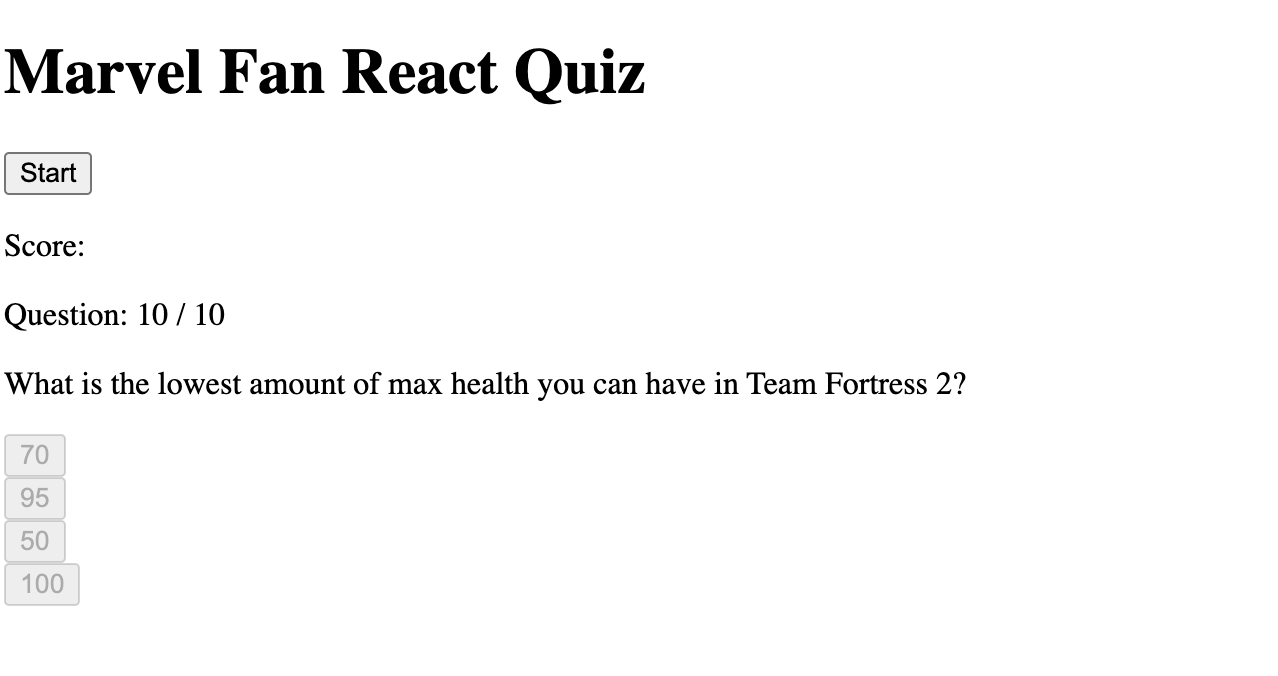 Marvel Fan React Quiz
Start
Score:
Question: 10 / 10
What is the lowest amount of max health you can have in Team Fortress 2?
70
95
50
100